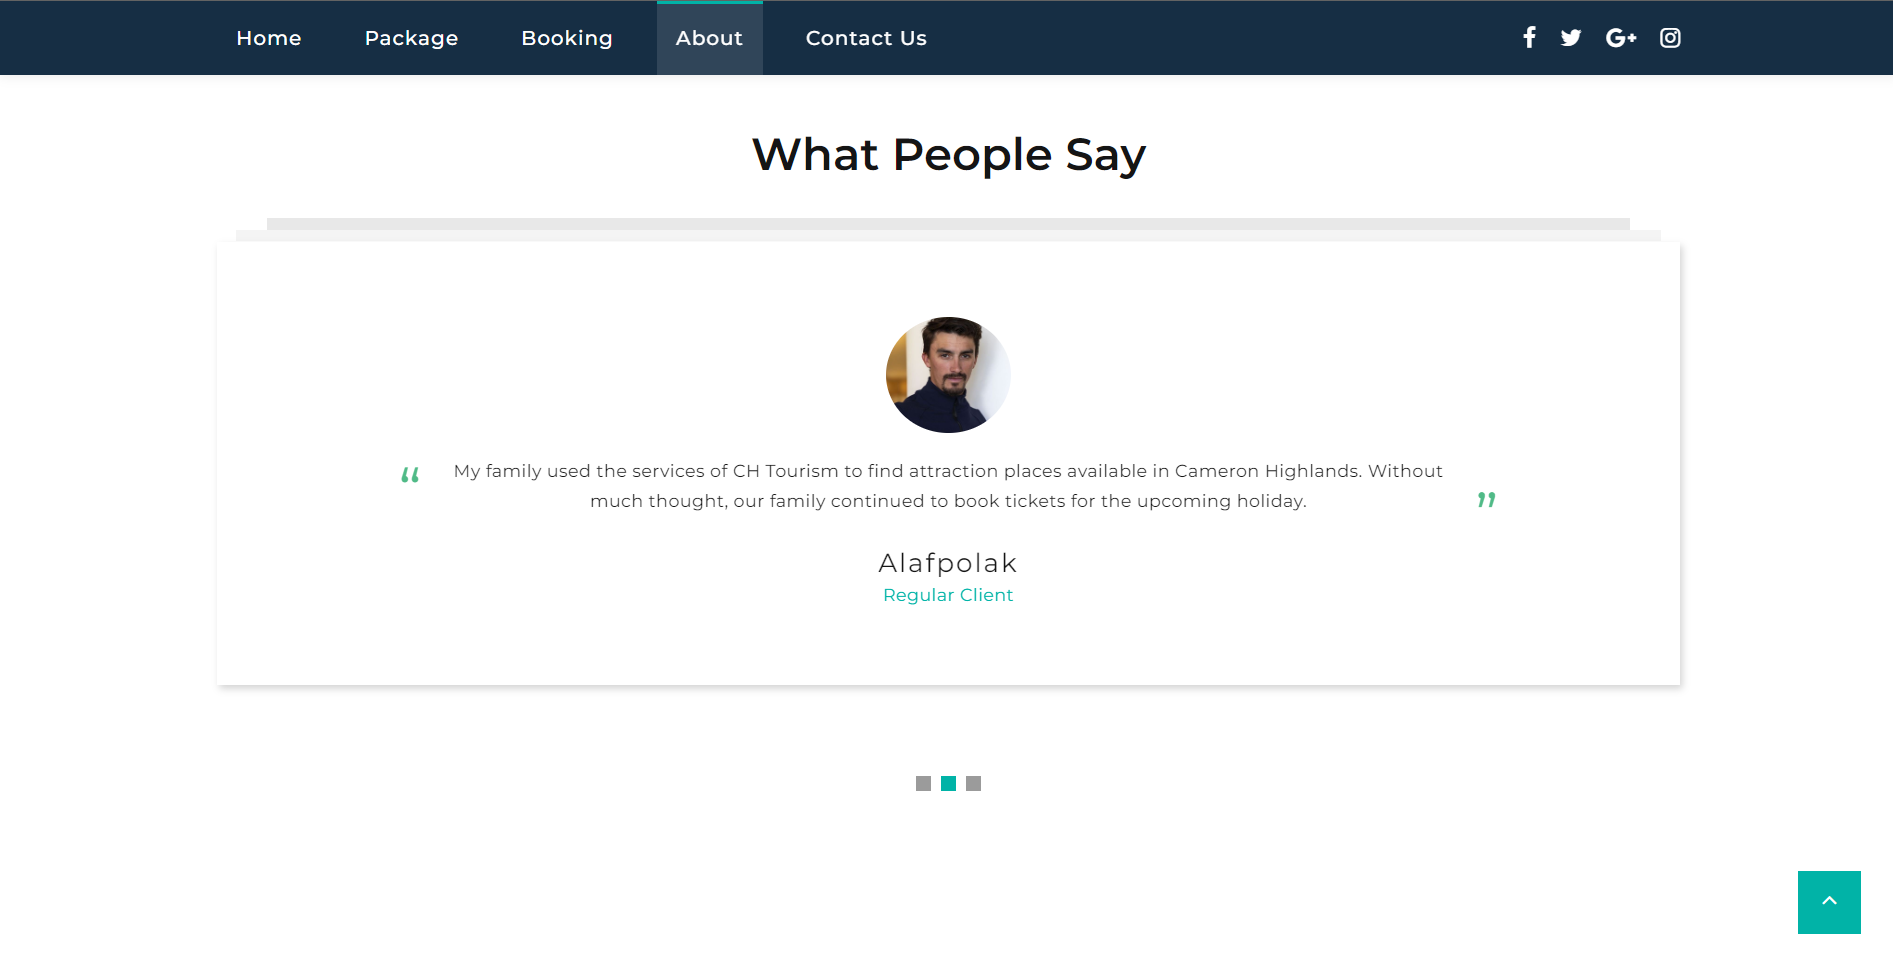 Home Package Booking About Contact Us
What People Say
“ My family used the services of CH Tourism to find attraction places available in Cameron Highlands. Without
much thought, our family continued to book tickets for the upcoming holiday. ”
Alafpolak
Regular Client